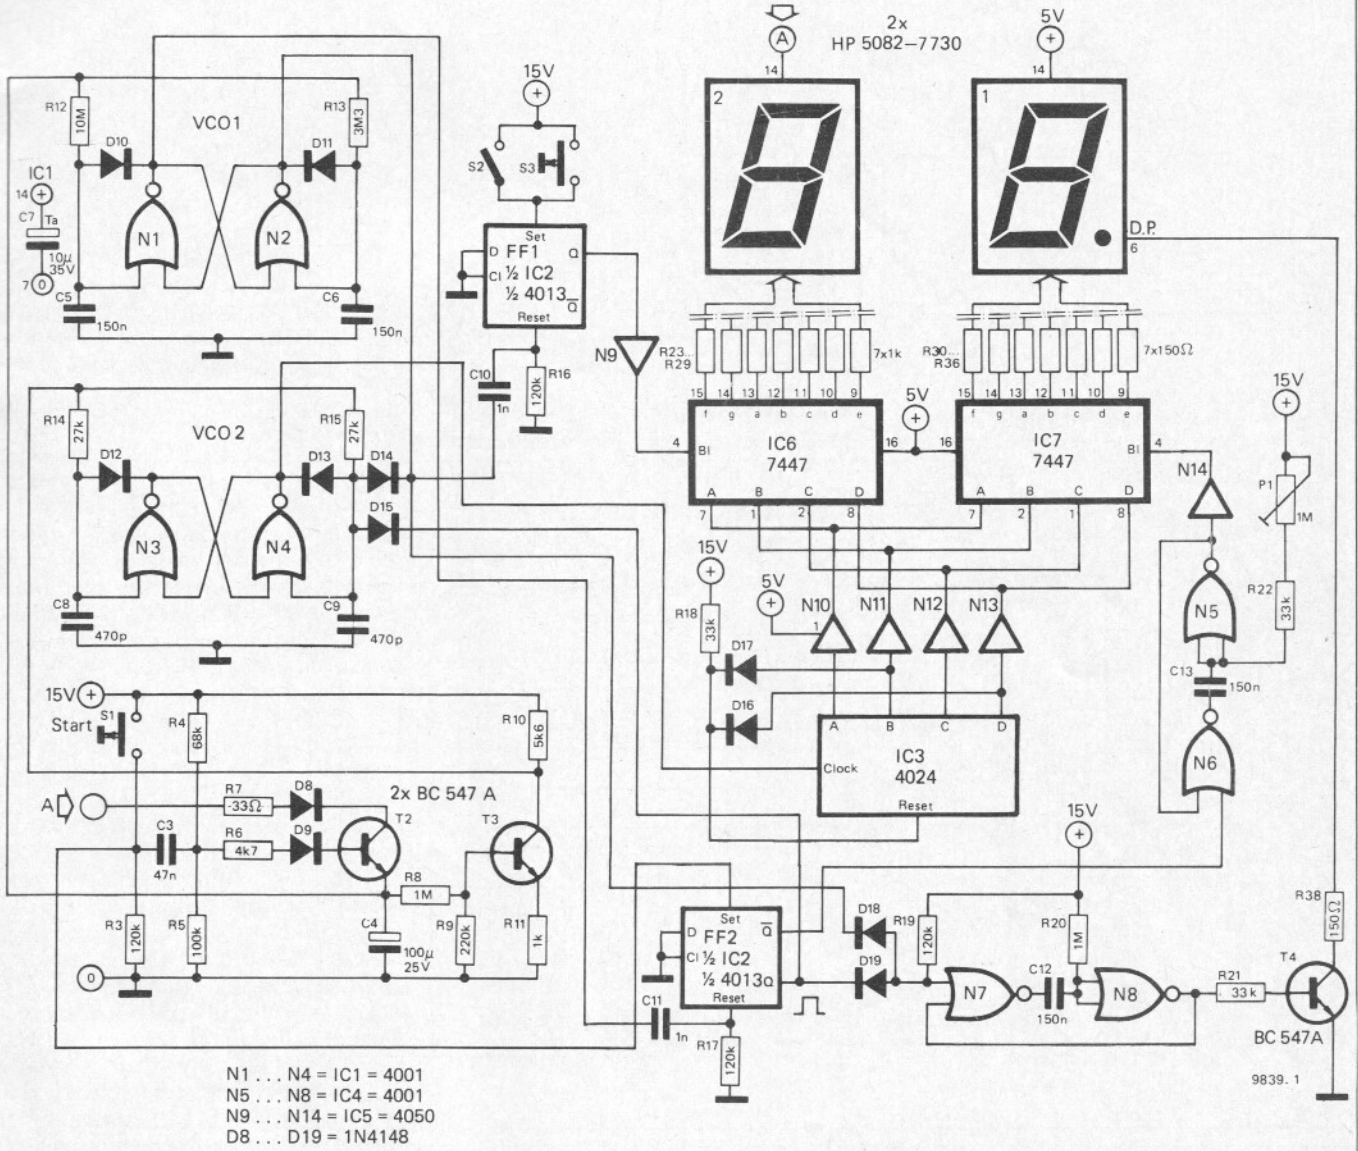 A
14
2x
HP 5082–7730
5V
14
2
1
D.P.
6
R12
10M
VCO1
R13
3M3
D10
D11
IC1
14 +
C7
Ta
10µ
35V
7 0
N1
N2
C5
150n
C6
150n
15V
+
S2
S3
Set
D
FF1
Q
Cl
½ IC2
½ 4013
Q
Reset
C10
1n
R16
120k
N9
R23...
R29
7x1k
R30...
R36
7x150Ω
15 14 13 12 11 10 9
15 14 13 12 11 10 9
f g a b c d e
f g a b c d e
4
BI
IC6
7447
16
5V
+
16
IC7
7447
BI
4
A B C D
A B C D
7 1 2 8
7 2 1 8
15V
+
P1
1M
N14
R14
27k
VCO 2
R15
27k
D12
D13
D14
D15
N3
N4
C8
470p
C9
470p
15V
+
R18
33k
5V
+
1
N10
N11
N12
N13
D17
D16
A B C D
IC3
4024
Clock
Reset
N5
R22
33k
C13
150n
N6
15V +
Start
S1
R4
68k
R10
5k6
A
R7
33Ω
D8
2x BC 547 A
T2
T3
C3
47n
R6
4k7
D9
R8
1M
R3
120k
R5
100k
C4
100µ
25V
R9
220k
R11
1k
0
Set
D
FF2
Q
Cl
½ IC2
½ 4013
Q
Reset
C11
1n
R17
120k
D18
D19
R19
120k
15V
+
R20
1M
N7
C12
150n
N8
R21
33k
R38
150Ω
T4
BC 547A
9839. 1
N1 . . . N4 = IC1 = 4001
N5 . . . N8 = IC4 = 4001
N9 . . . N14 = IC5 = 4050
D8 . . . D19 = 1N4148